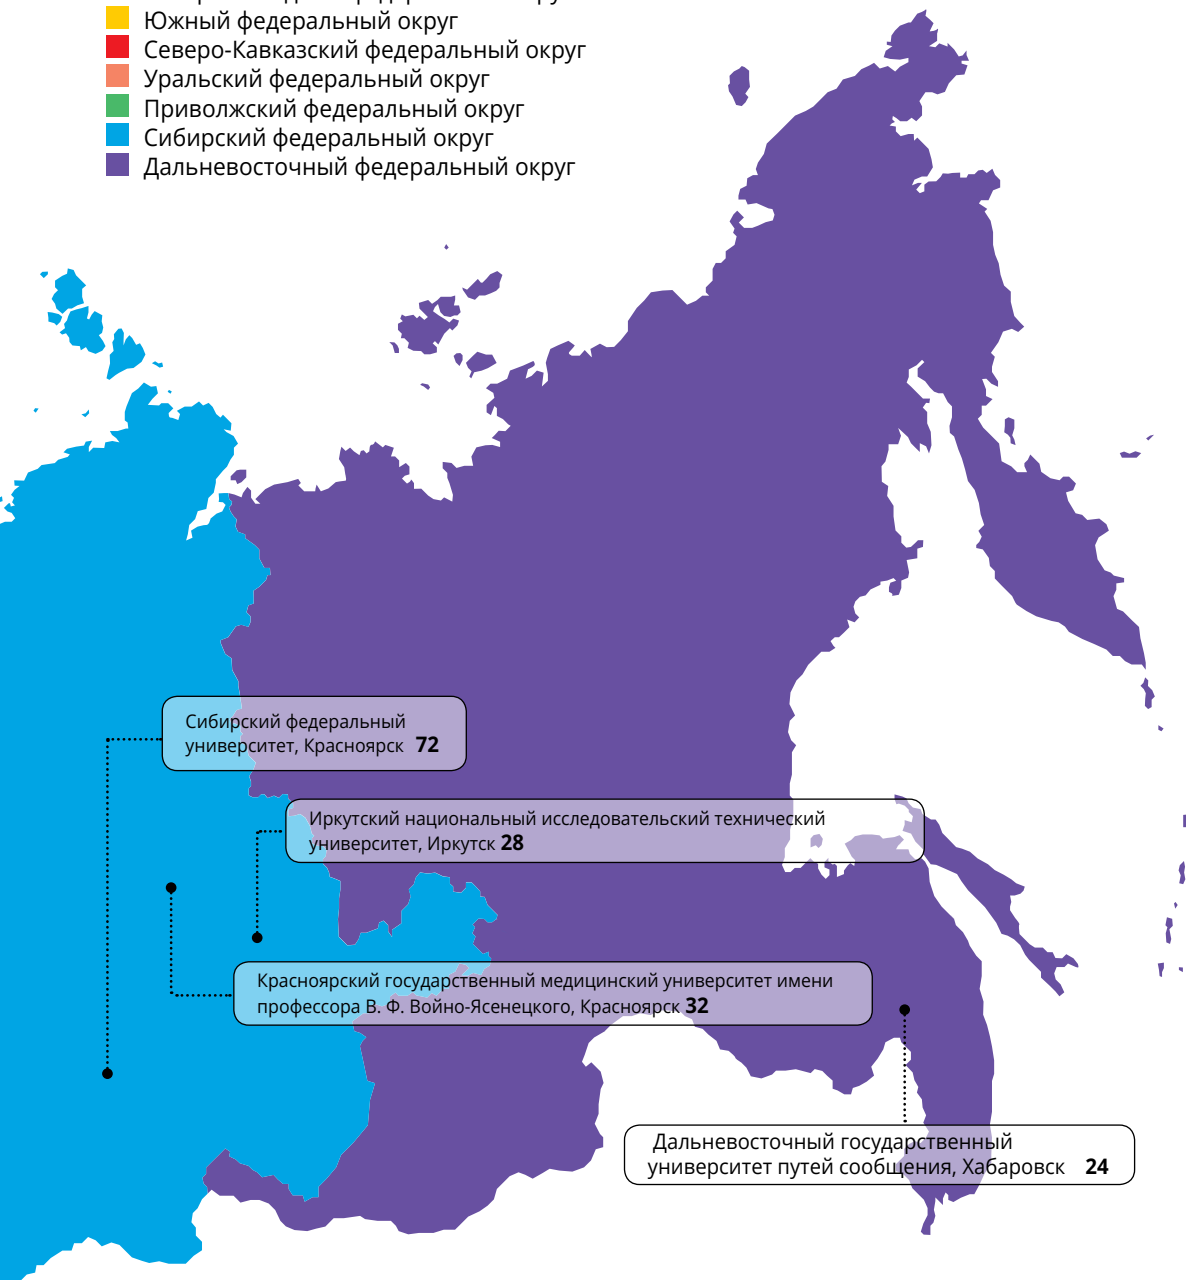 Южный федеральный округ
Северо-Кавказский федеральный округ
Уральский федеральный округ
Приволжский федеральный округ
Сибирский федеральный округ
Дальневосточный федеральный округ
Сибирский федеральный
университет, Красноярск 72
Иркутский национальный исследовательский технический
университет, Иркутск 28
Красноярский государственный медицинский университет имени
профессора В. Ф. Войно-Ясенецкого, Красноярск 32
Дальневосточный государственный
университет путей сообщения, Хабаровск 24